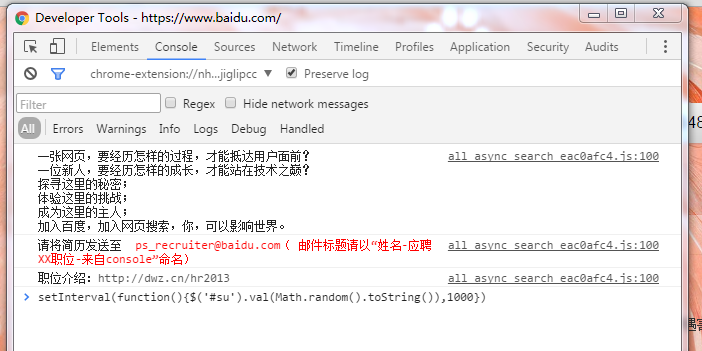 Developer Tools - https://www.baidu.com/
Elements Console Sources Network Timeline Profiles Application Security Audits
chrome-extension://nh...jiglipcc ▼ Preserve log
Filter Regex Hide network messages
All Errors Warnings Info Logs Debug Handled
一张网页，要经历怎样的过程，才能抵达用户面前？ all_async_search_eac0afc4.js:100
一位新人，要经历怎样的成长，才能站在技术之巅？
探寻这里的秘密；
体验这里的挑战；
成为这里的主人；
加入百度，加入网页搜索，你，可以影响世界。
请将简历发送至 ps_recruiter@baidu.com（ 邮件标题请以“姓名-应聘 all_async_search_eac0afc4.js:100
XX职位-来自console”命名）
职位介绍：http://dwz.cn/hr2013 all_async_search_eac0afc4.js:100
> setInterval(function(){$('#su').val(Math.random().toString()),1000})